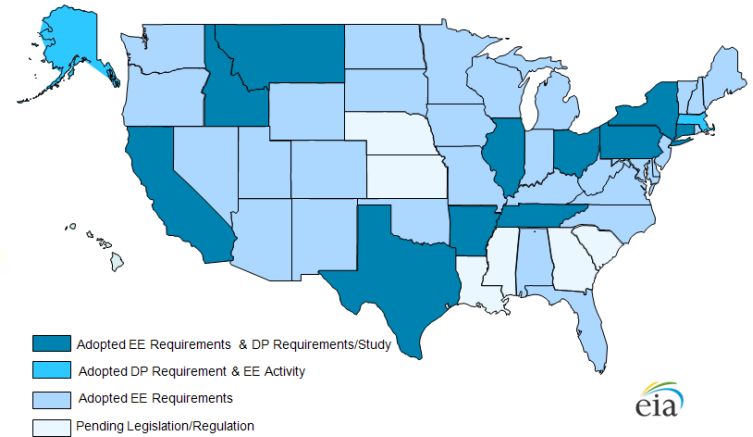 Adopted EE Requirements & DP Requirements/Study
Adopted DP Requirement & EE Activity
Adopted EE Requirements
Pending Legislation/Regulation
eia